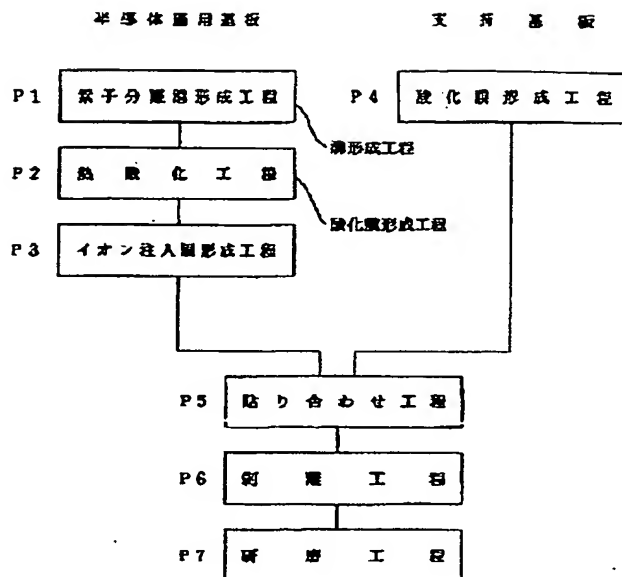 半導体層用基板
支持基板
P1 素子分離溝形成工程
P4 酸化膜形成工程
溝形成工程
P2 熱酸化工程
酸化膜形成工程
P3 イオン注入層形成工程
P5 貼り合わせ工程
P6 剥離工程
P7 研磨工程